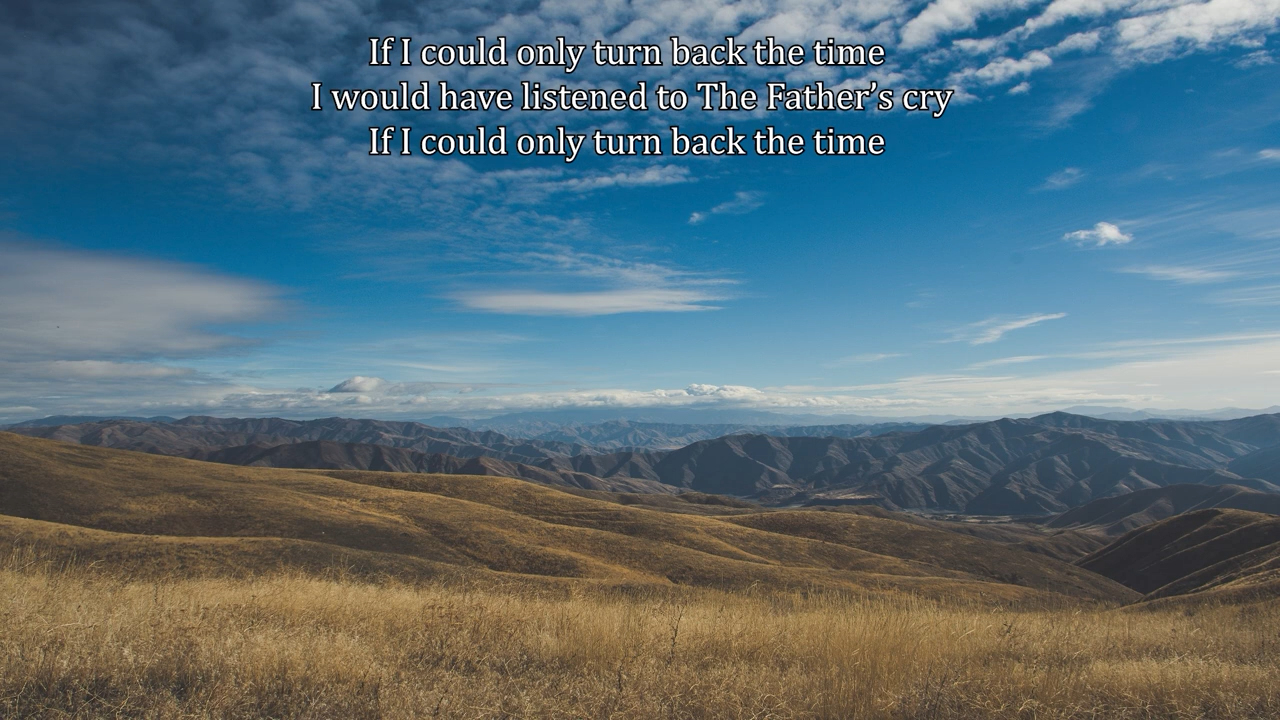 If I could only turn back the time
I would have listened to The Father’s cry
If I could only turn back the time